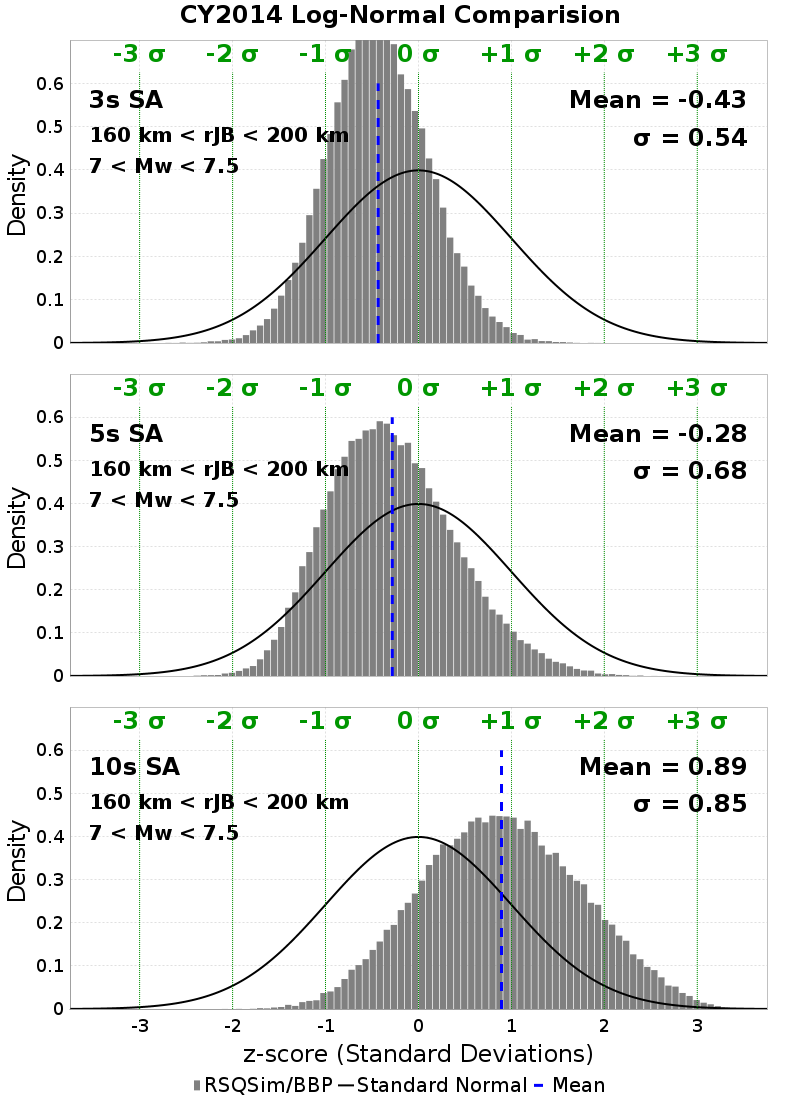 CY2014 Log-Normal Comparision
-3 σ -2 σ -1 σ 0 σ +1 σ +2 σ +3 σ
3s SA
Mean = -0.43
160 km < rJB < 200 km
σ = 0.54
7 < Mw < 7.5
0.6
0.5
0.4
0.3
0.2
0.1
0
Density
-3 σ -2 σ -1 σ 0 σ +1 σ +2 σ +3 σ
5s SA
Mean = -0.28
160 km < rJB < 200 km
σ = 0.68
7 < Mw < 7.5
0.6
0.5
0.4
0.3
0.2
0.1
0
Density
-3 σ -2 σ -1 σ 0 σ +1 σ +2 σ +3 σ
10s SA
Mean = 0.89
160 km < rJB < 200 km
σ = 0.85
7 < Mw < 7.5
0.6
0.5
0.4
0.3
0.2
0.1
0
Density
-3 -2 -1 0 1 2 3
z-score (Standard Deviations)
RSQSim/BBP Standard Normal Mean